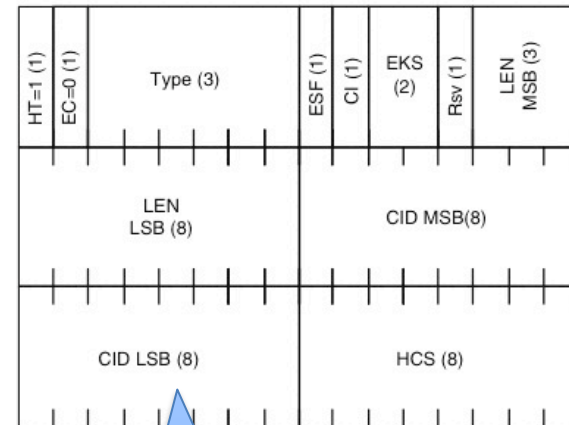 HT=1 (1)
EC=0 (1)
Type (3)
ESF (1)
CI (1)
EKS
(2)
Rsv (1)
LEN
MSB (3)
LEN
LSB (8)
CID MSB(8)
CID LSB (8)
HCS (8)